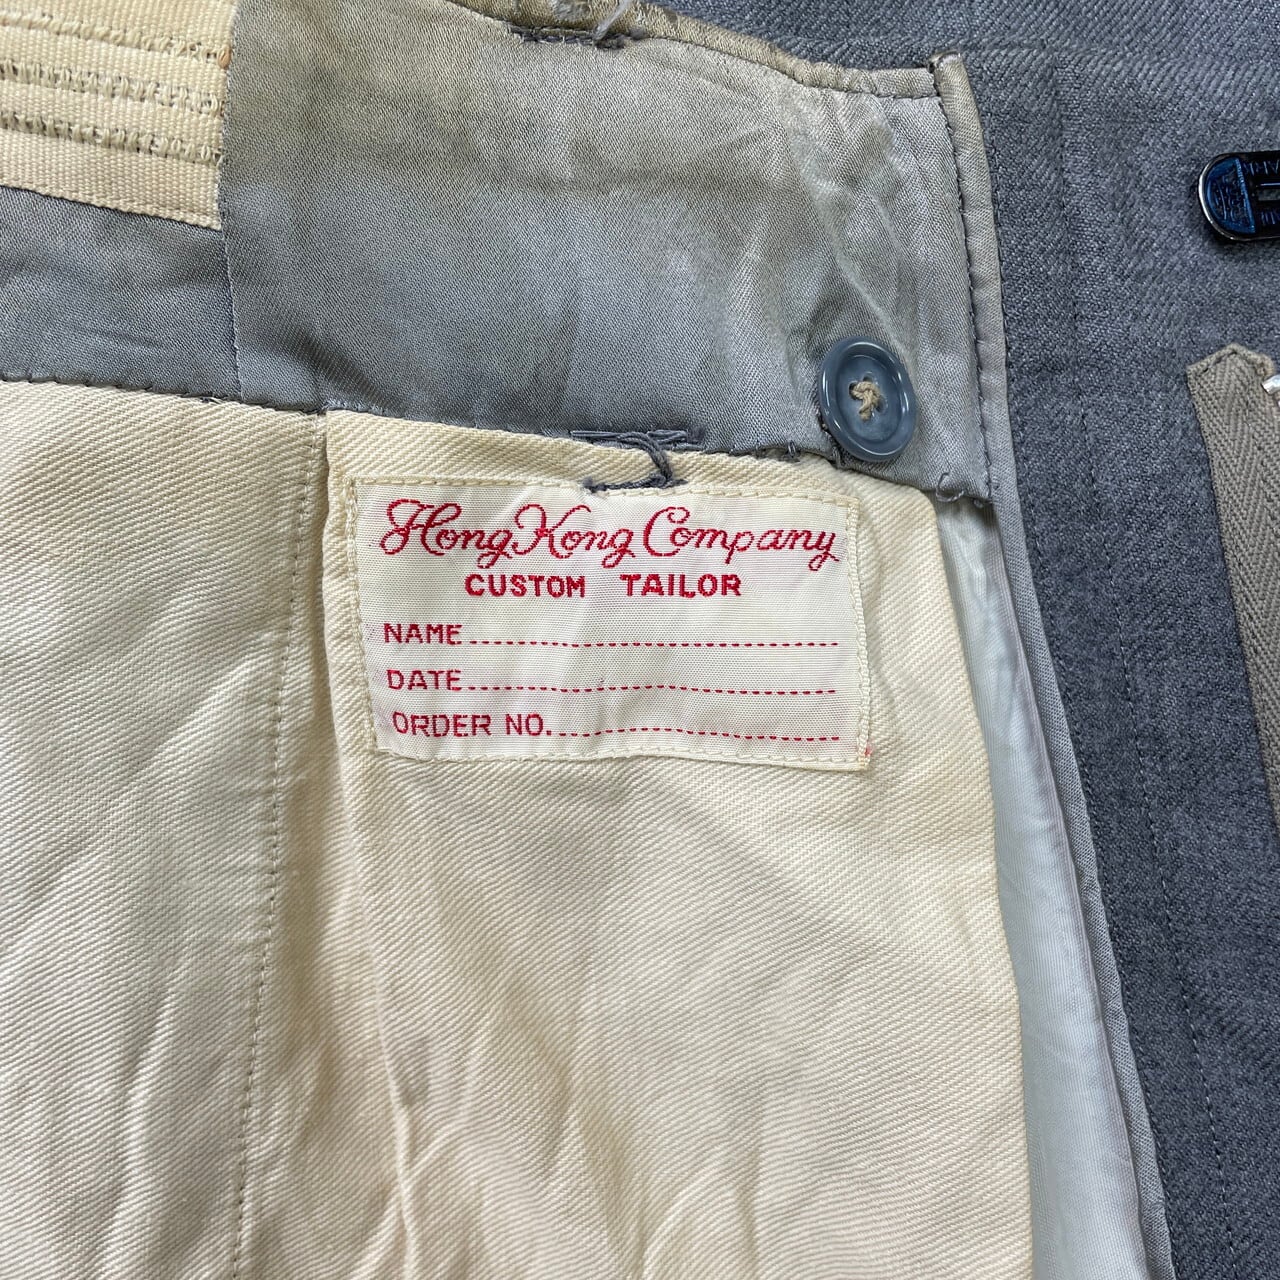 Hong Kong Company
CUSTOM TAILOR
NAME
DATE
ORDER NO.